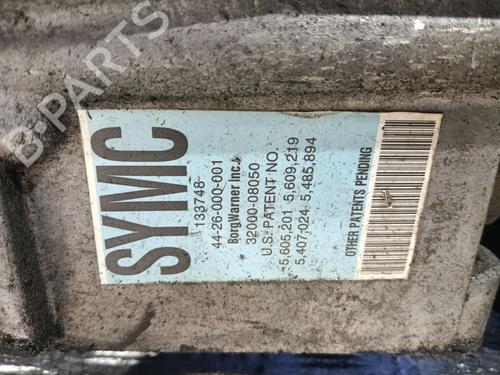 SYMC
133748
44-26-000-001
BorgWarner Inc.
32000-08050
U.S. PATENT NO.
5,605,201 5,609,219
5,407,024 5,485,894
OTHER PATENTS PENDING
B-PARTS